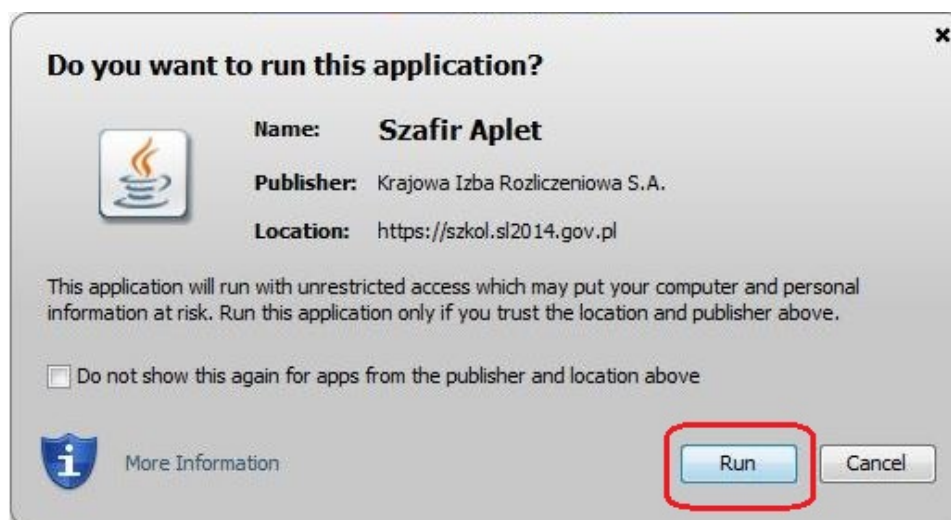 Do you want to run this application?
Name: Szafir Aplet
Publisher: Krajowa Izba Rozliczeniowa S.A.
Location: https://szkol.sl2014.gov.pl
This application will run with unrestricted access which may put your computer and personal
information at risk. Run this application only if you trust the location and publisher above.
Do not show this again for apps from the publisher and location above
More Information
Run Cancel